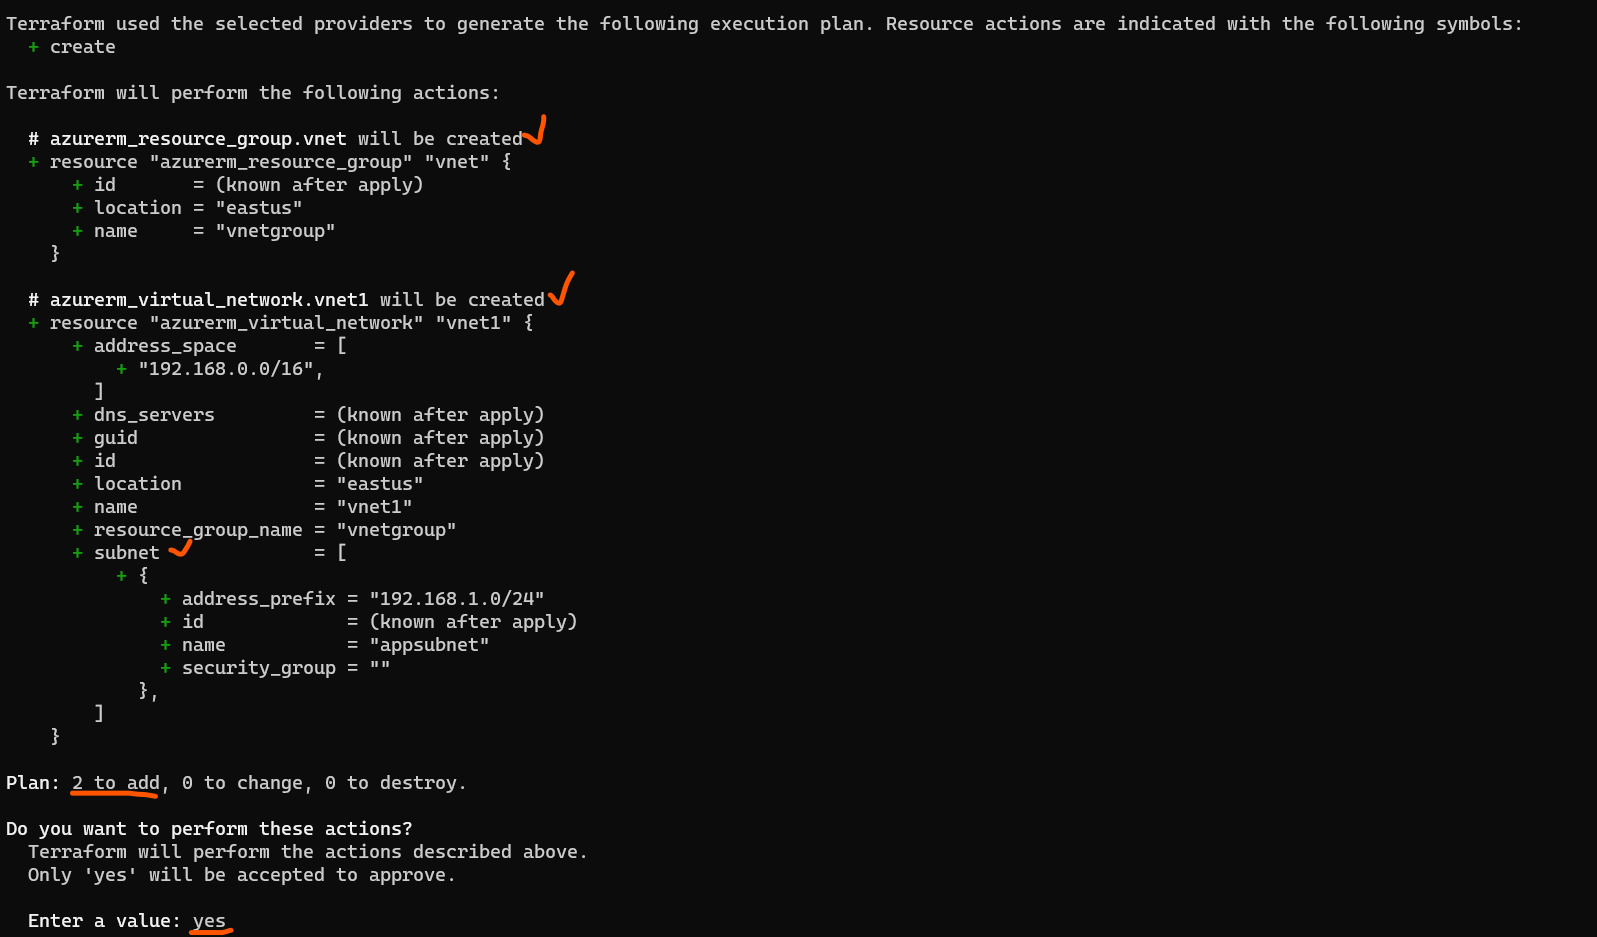 Terraform used the selected providers to generate the following execution plan. Resource actions are indicated with the following symbols:
  + create

Terraform will perform the following actions:

  # azurerm_resource_group.vnet will be created
  + resource "azurerm_resource_group" "vnet" {
      + id       = (known after apply)
      + location = "eastus"
      + name     = "vnetgroup"
    }

  # azurerm_virtual_network.vnet1 will be created
  + resource "azurerm_virtual_network" "vnet1" {
      + address_space       = [
          + "192.168.0.0/16",
        ]
      + dns_servers         = (known after apply)
      + guid                = (known after apply)
      + id                  = (known after apply)
      + location            = "eastus"
      + name                = "vnet1"
      + resource_group_name = "vnetgroup"
      + subnet              = [
          + {
              + address_prefix = "192.168.1.0/24"
              + id             = (known after apply)
              + name           = "appsubnet"
              + security_group = ""
            },
        ]
    }

Plan: 2 to add, 0 to change, 0 to destroy.

Do you want to perform these actions?
  Terraform will perform the actions described above.
  Only 'yes' will be accepted to approve.

  Enter a value: yes